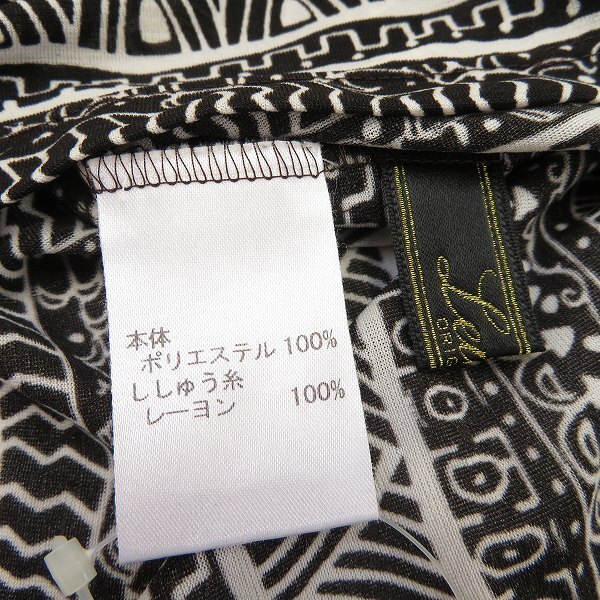 本体
ポリエステル 100%
ししゅう糸
レーヨン 100%